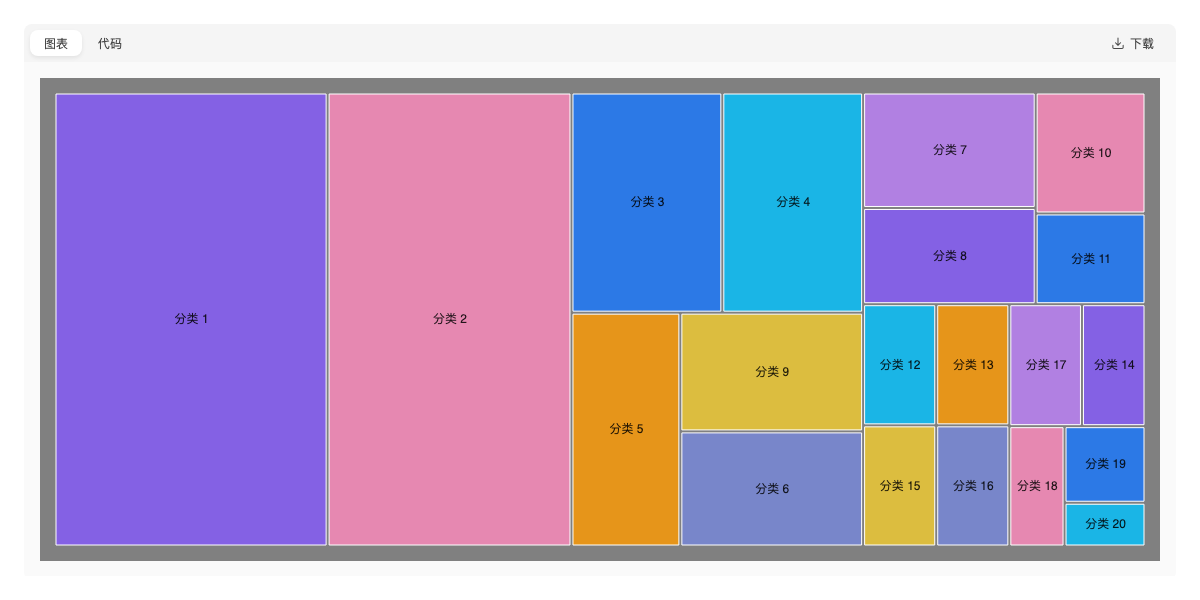 图表
代码
下载
分类 1
分类 2
分类 3
分类 4
分类 5
分类 9
分类 6
分类 7
分类 8
分类 10
分类 11
分类 12
分类 13
分类 17
分类 14
分类 15
分类 16
分类 18
分类 19
分类 20